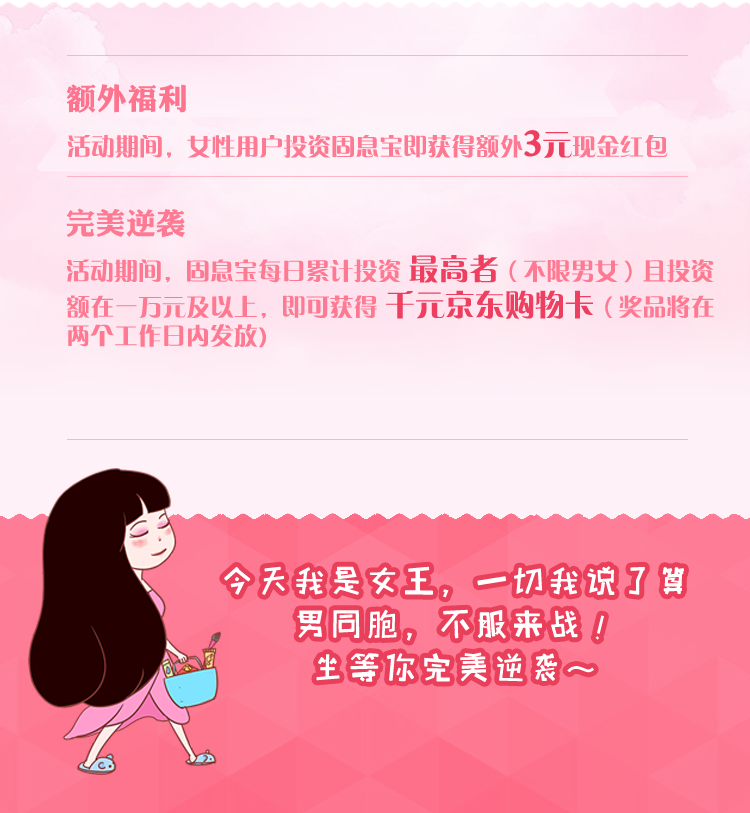 额外福利
活动期间，女性用户投资固息宝即获得额外3元现金红包
完美逆袭
活动期间，固息宝每日累计投资 最高者（不限男女）且投资
额在一万元及以上，即可获得 千元京东购物卡（奖品将在
两个工作日内发放)
今天我是女王，一切我说了算
男同胞，不服来战！
坐等你完美逆袭～